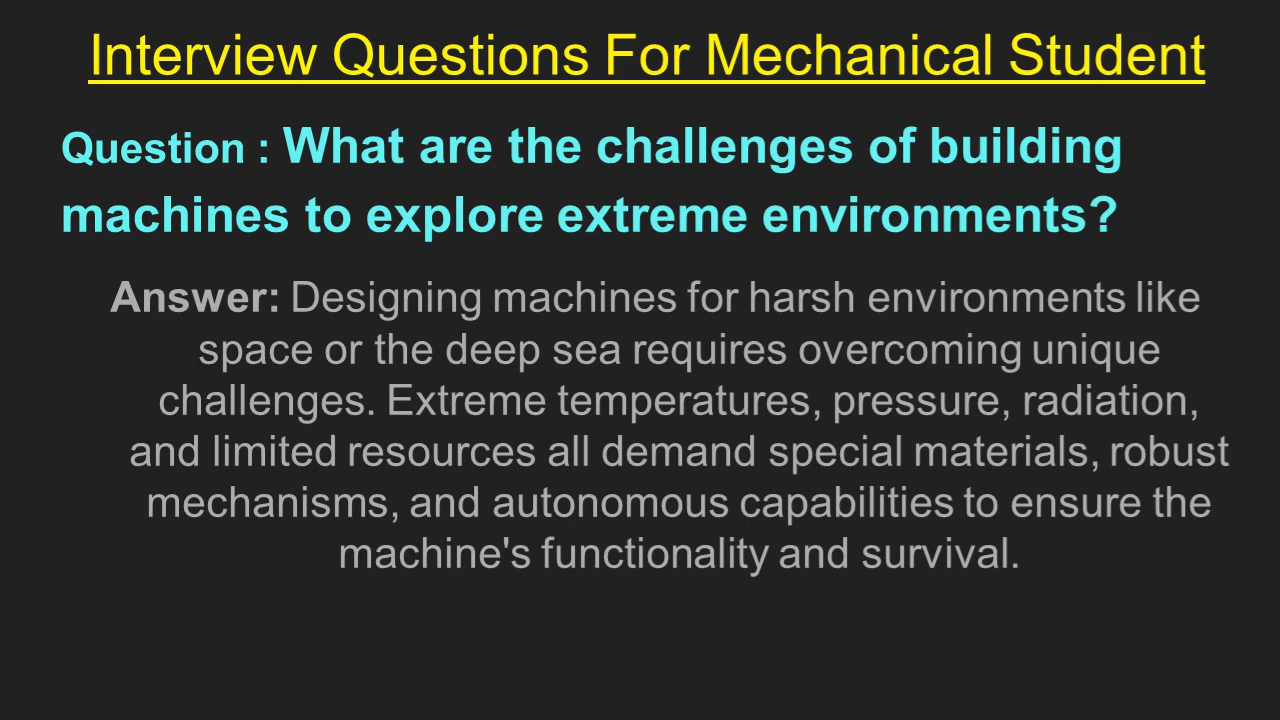 Interview Questions For Mechanical Student
Question : What are the challenges of building
machines to explore extreme environments?
Answer: Designing machines for harsh environments like
space or the deep sea requires overcoming unique
challenges. Extreme temperatures, pressure, radiation,
and limited resources all demand special materials, robust
mechanisms, and autonomous capabilities to ensure the
machine's functionality and survival.